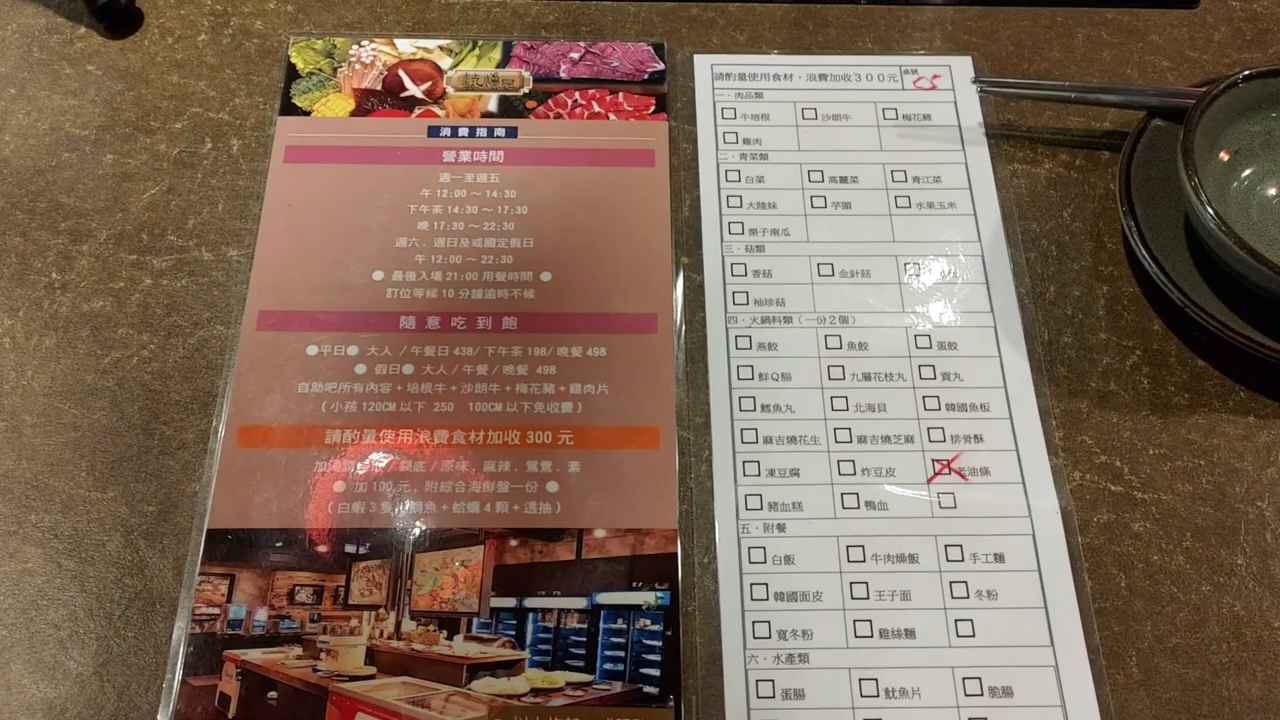 消費指南
營業時間
週一至週五
午 12:00 ～ 14:30
下午茶 14:30 ～ 17:30
晚 17:30 ～ 22:30
週六．週日及或國定假日
午 12:00 ～ 22:30
● 最後入場 21:00 用餐時間 ●
訂位等候 10 分鐘逾時不候
隨意吃到飽
●平日● 大人 / 午餐日 438/ 下午茶 198/ 晚餐 498
● 假日● 大人 / 午餐 / 晚餐 498
自助吧所有內容+培根牛+沙朗牛+梅花豬+雞肉片
（小孩 120CM 以下 250 100CM 以下免收費）
請酌量使用浪費食材加收 300 元
鍋底 / 原味．麻辣．鴛鴦．素
● 加 100 元．附綜合海鮮盤一份 ●
（白蝦 3 隻 魚+蛤蠣 4 顆+透抽）
請酌量使用食材，浪費加收300元 桌號 C5
一．肉品類
牛培根 沙朗牛 梅花豬
雞肉
二．青菜類
白菜 高麗菜 青江菜
大陸妹 芋頭 水果玉米
栗子南瓜
三．菇類
香菇 金針菇
袖珍菇
四．火鍋料類（一份2個）
燕餃 魚餃 蛋餃
鮮Q腸 九層花枝丸 貢丸
鱈魚丸 北海貝 韓國魚板
麻吉燒花生 麻吉燒芝麻 排骨酥
凍豆腐 炸豆皮 老油條
豬血糕 鴨血
五．附餐
白飯 牛肉燥飯 手工麵
韓國面皮 王子面 冬粉
寬冬粉 雞絲麵
六．水產類
蛋腸 魷魚片 脆腸